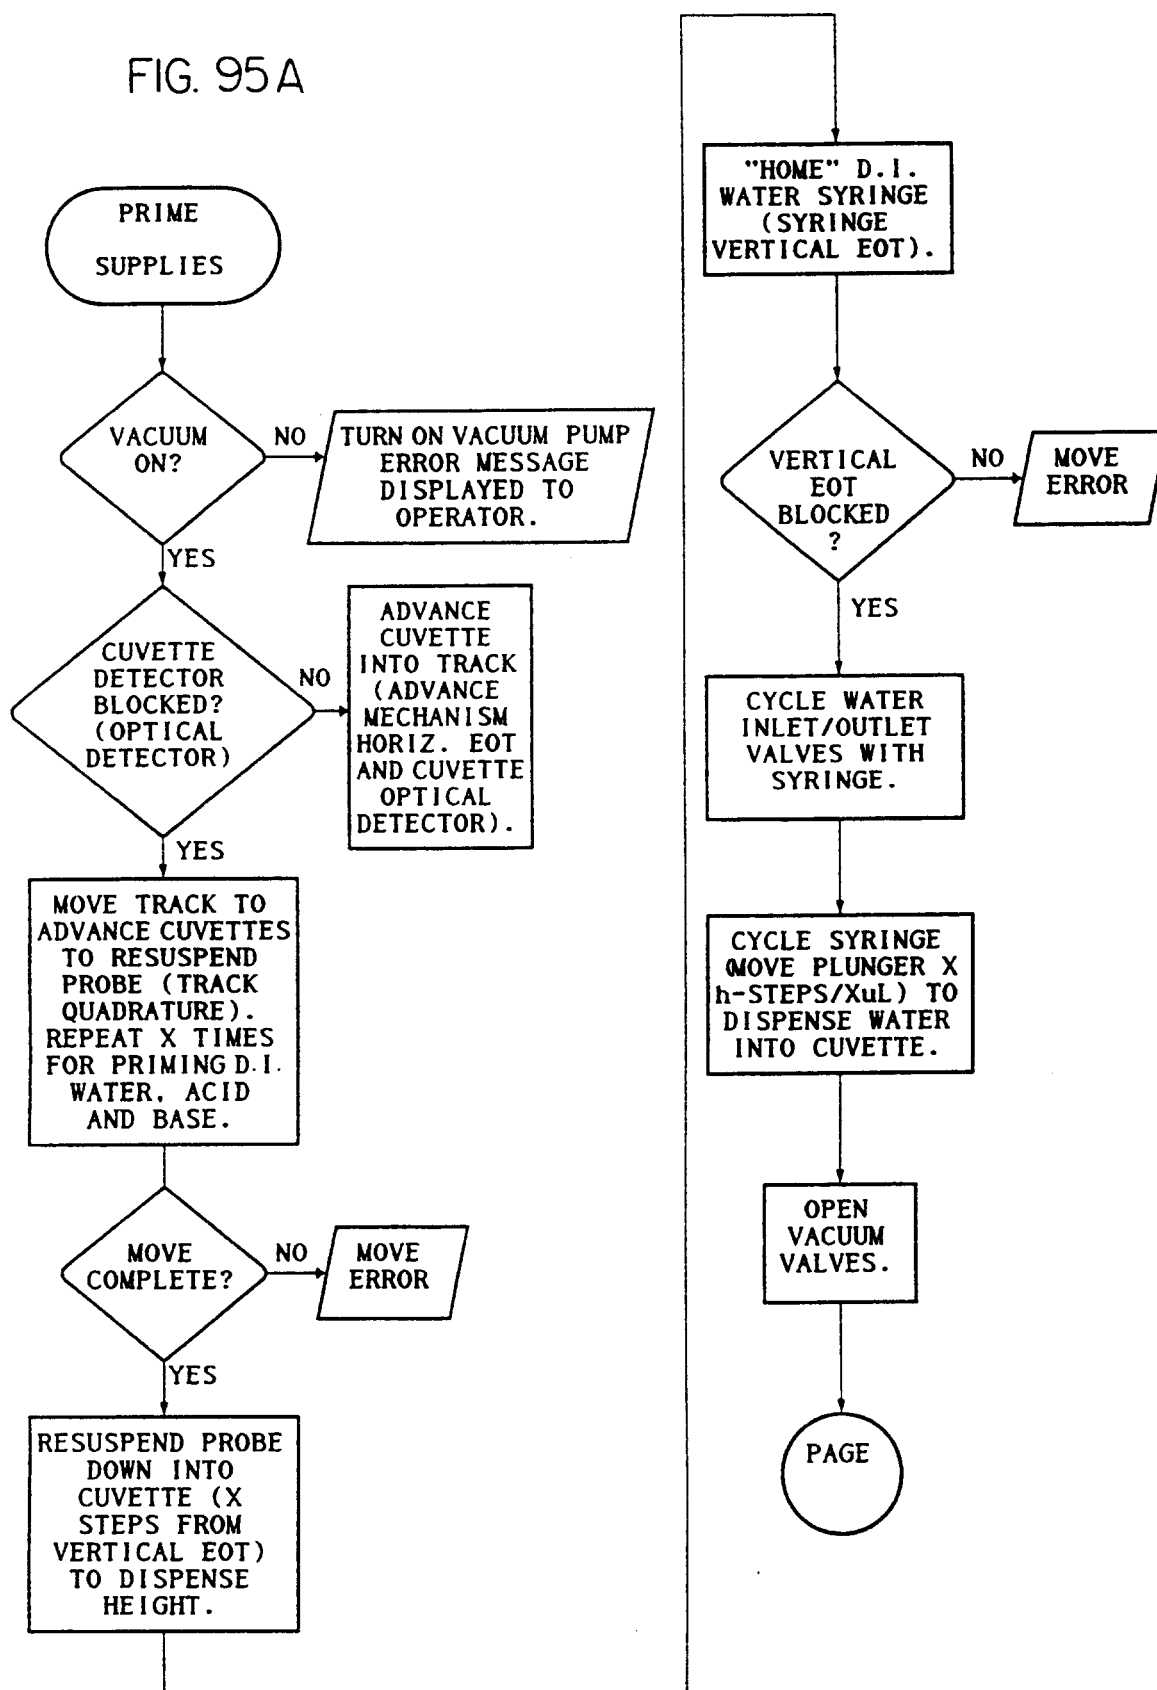 FIG. 95A
PRIME
SUPPLIES
VACUUM
ON?
NO
TURN ON VACUUM PUMP
ERROR MESSAGE
DISPLAYED TO
OPERATOR.
YES
CUVETTE
DETECTOR
BLOCKED?
(OPTICAL
DETECTOR)
NO
ADVANCE
CUVETTE
INTO TRACK
(ADVANCE
MECHANISM
HORIZ. EOT
AND CUVETTE
OPTICAL
DETECTOR).
YES
MOVE TRACK TO
ADVANCE CUVETTES
TO RESUSPEND
PROBE (TRACK
QUADRATURE).
REPEAT X TIMES
FOR PRIMING D.I.
WATER, ACID
AND BASE.
MOVE
COMPLETE?
NO
MOVE
ERROR
YES
RESUSPEND PROBE
DOWN INTO
CUVETTE (X
STEPS FROM
VERTICAL EOT)
TO DISPENSE
HEIGHT.
"HOME" D.I.
WATER SYRINGE
(SYRINGE
VERTICAL EOT).
VERTICAL
EOT
BLOCKED
?
NO
MOVE
ERROR
YES
CYCLE WATER
INLET/OUTLET
VALVES WITH
SYRINGE.
CYCLE SYRINGE
(MOVE PLUNGER X
h-STEPS/XuL) TO
DISPENSE WATER
INTO CUVETTE.
OPEN
VACUUM
VALVES.
PAGE